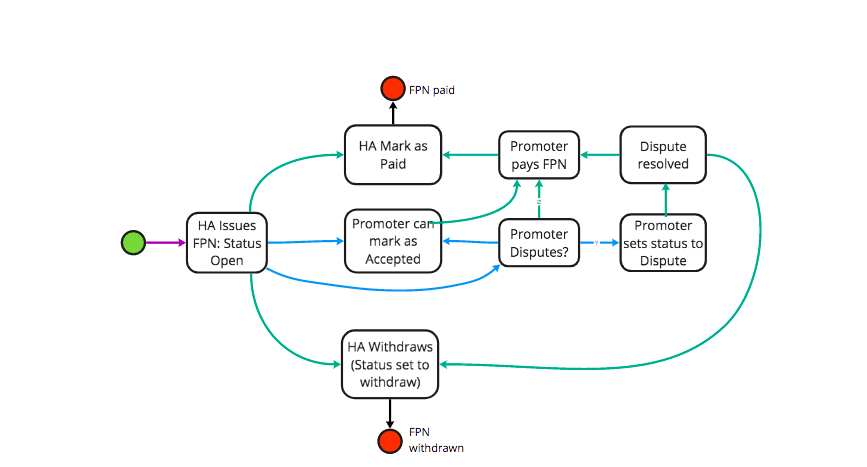 FPN paid
HA Mark as
Paid
Promoter
pays FPN
Dispute
resolved
HA Issues
FPN: Status
Open
Promoter can
mark as
Accepted
N
Promoter
Disputes?
Y
Promoter
sets status to
Dispute
HA Withdraws
(Status set to
withdraw)
FPN
withdrawn